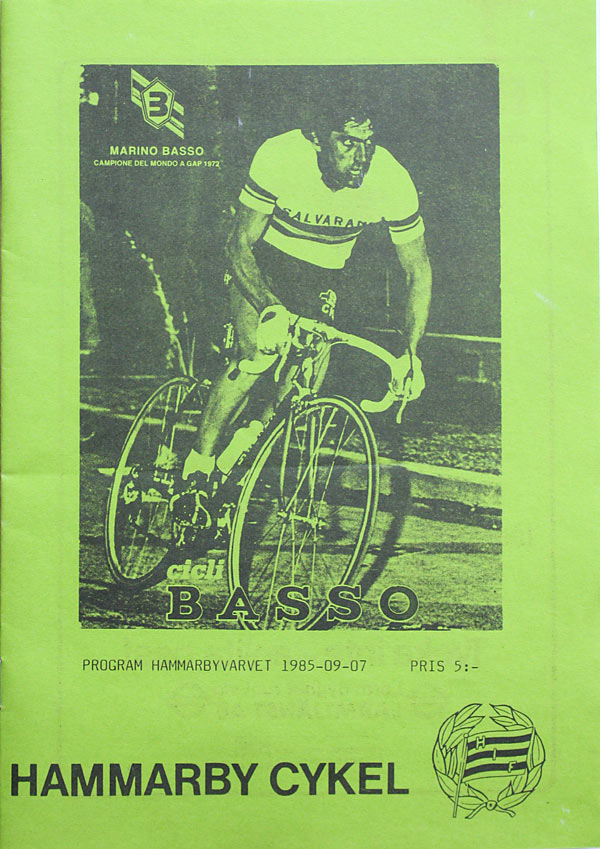 B
MARINO BASSO
CAMPIONE DEL MONDO A GAP 1972
SALVARANI
cicli
BASSO
PROGRAM HAMMARBYVARVET 1985-09-07 PRIS 5:-
HIF
HAMMARBY CYKEL